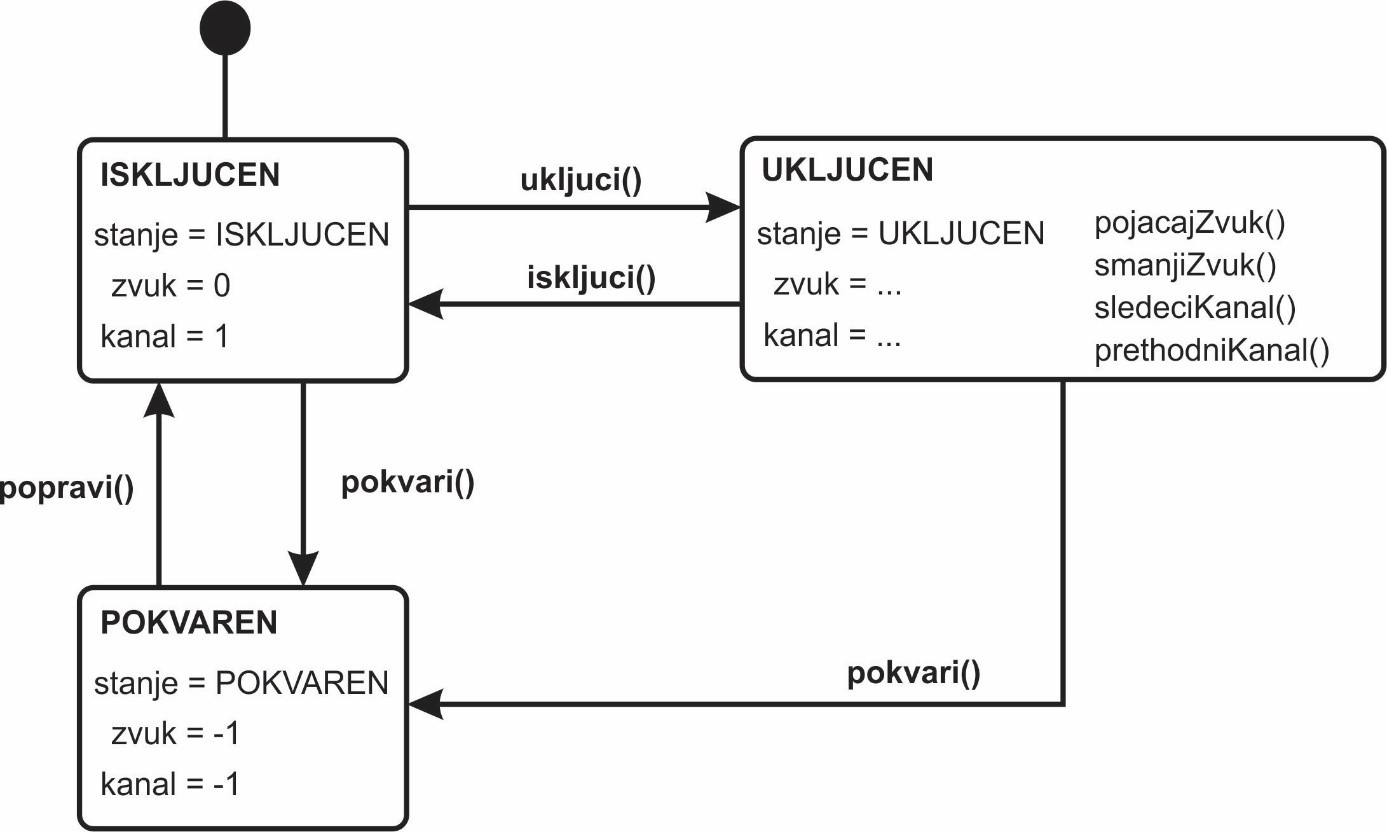 ISKLJUCEN
stanje = ISKLJUCEN
zvuk = 0
kanal = 1
ukljuci()
iskljuci()
UKLJUCEN
stanje = UKLJUCEN
zvuk = ...
kanal = ...
pojacajZvuk()
smanjiZvuk()
sledeciKanal()
prethodniKanal()
popravi()
pokvari()
POKVAREN
stanje = POKVAREN
zvuk = -1
kanal = -1
pokvari()